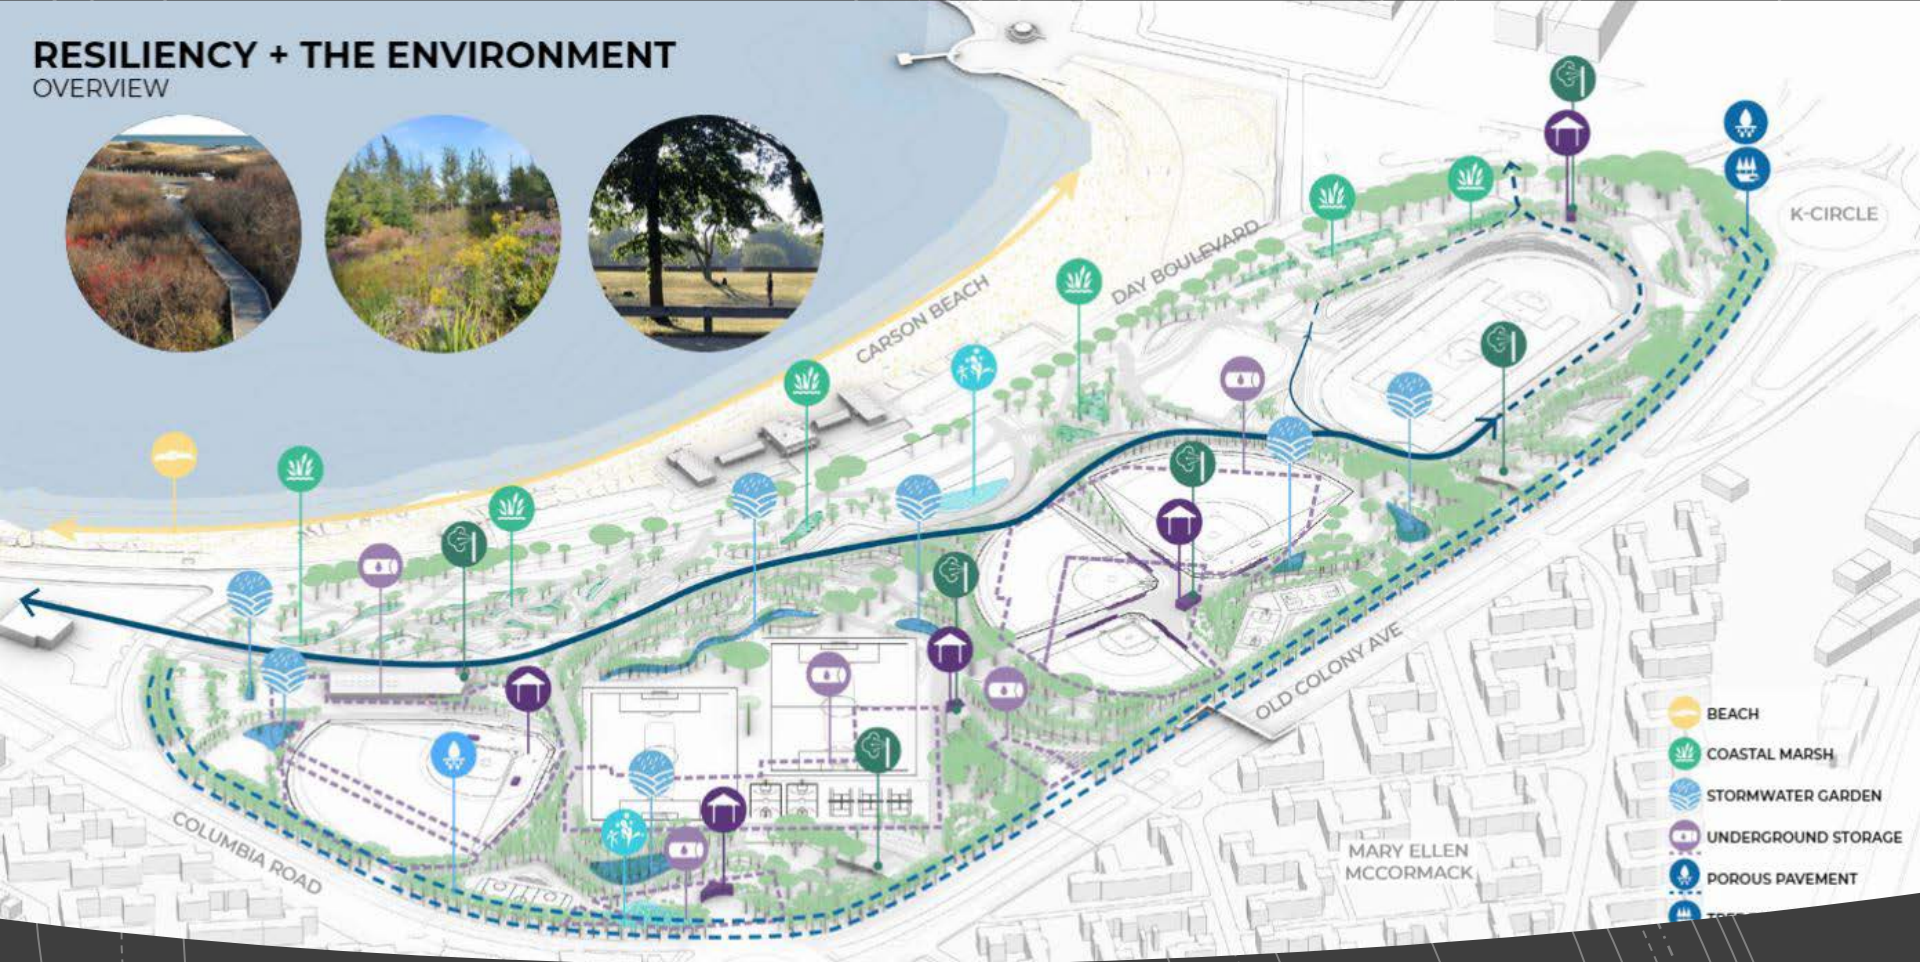 RESILIENCY + THE ENVIRONMENT
OVERVIEW
K-CIRCLE
DAY BOULEVARD
CARSON BEACH
OLD COLONY AVE
COLUMBIA ROAD
MARY ELLEN
MCCORMACK
BEACH
COASTAL MARSH
STORMWATER GARDEN
UNDERGROUND STORAGE
POROUS PAVEMENT